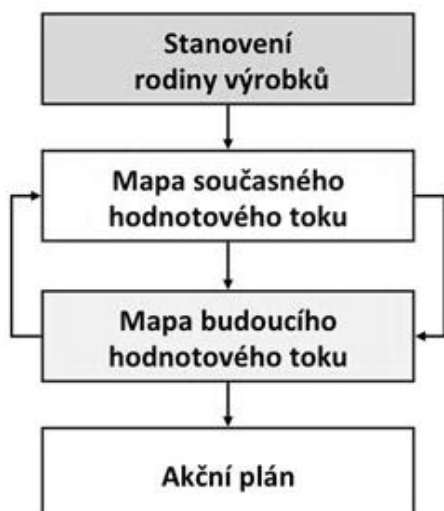 Stanovení
rodiny výrobků
Mapa současného
hodnotového toku
Mapa budoucího
hodnotového toku
Akční plán